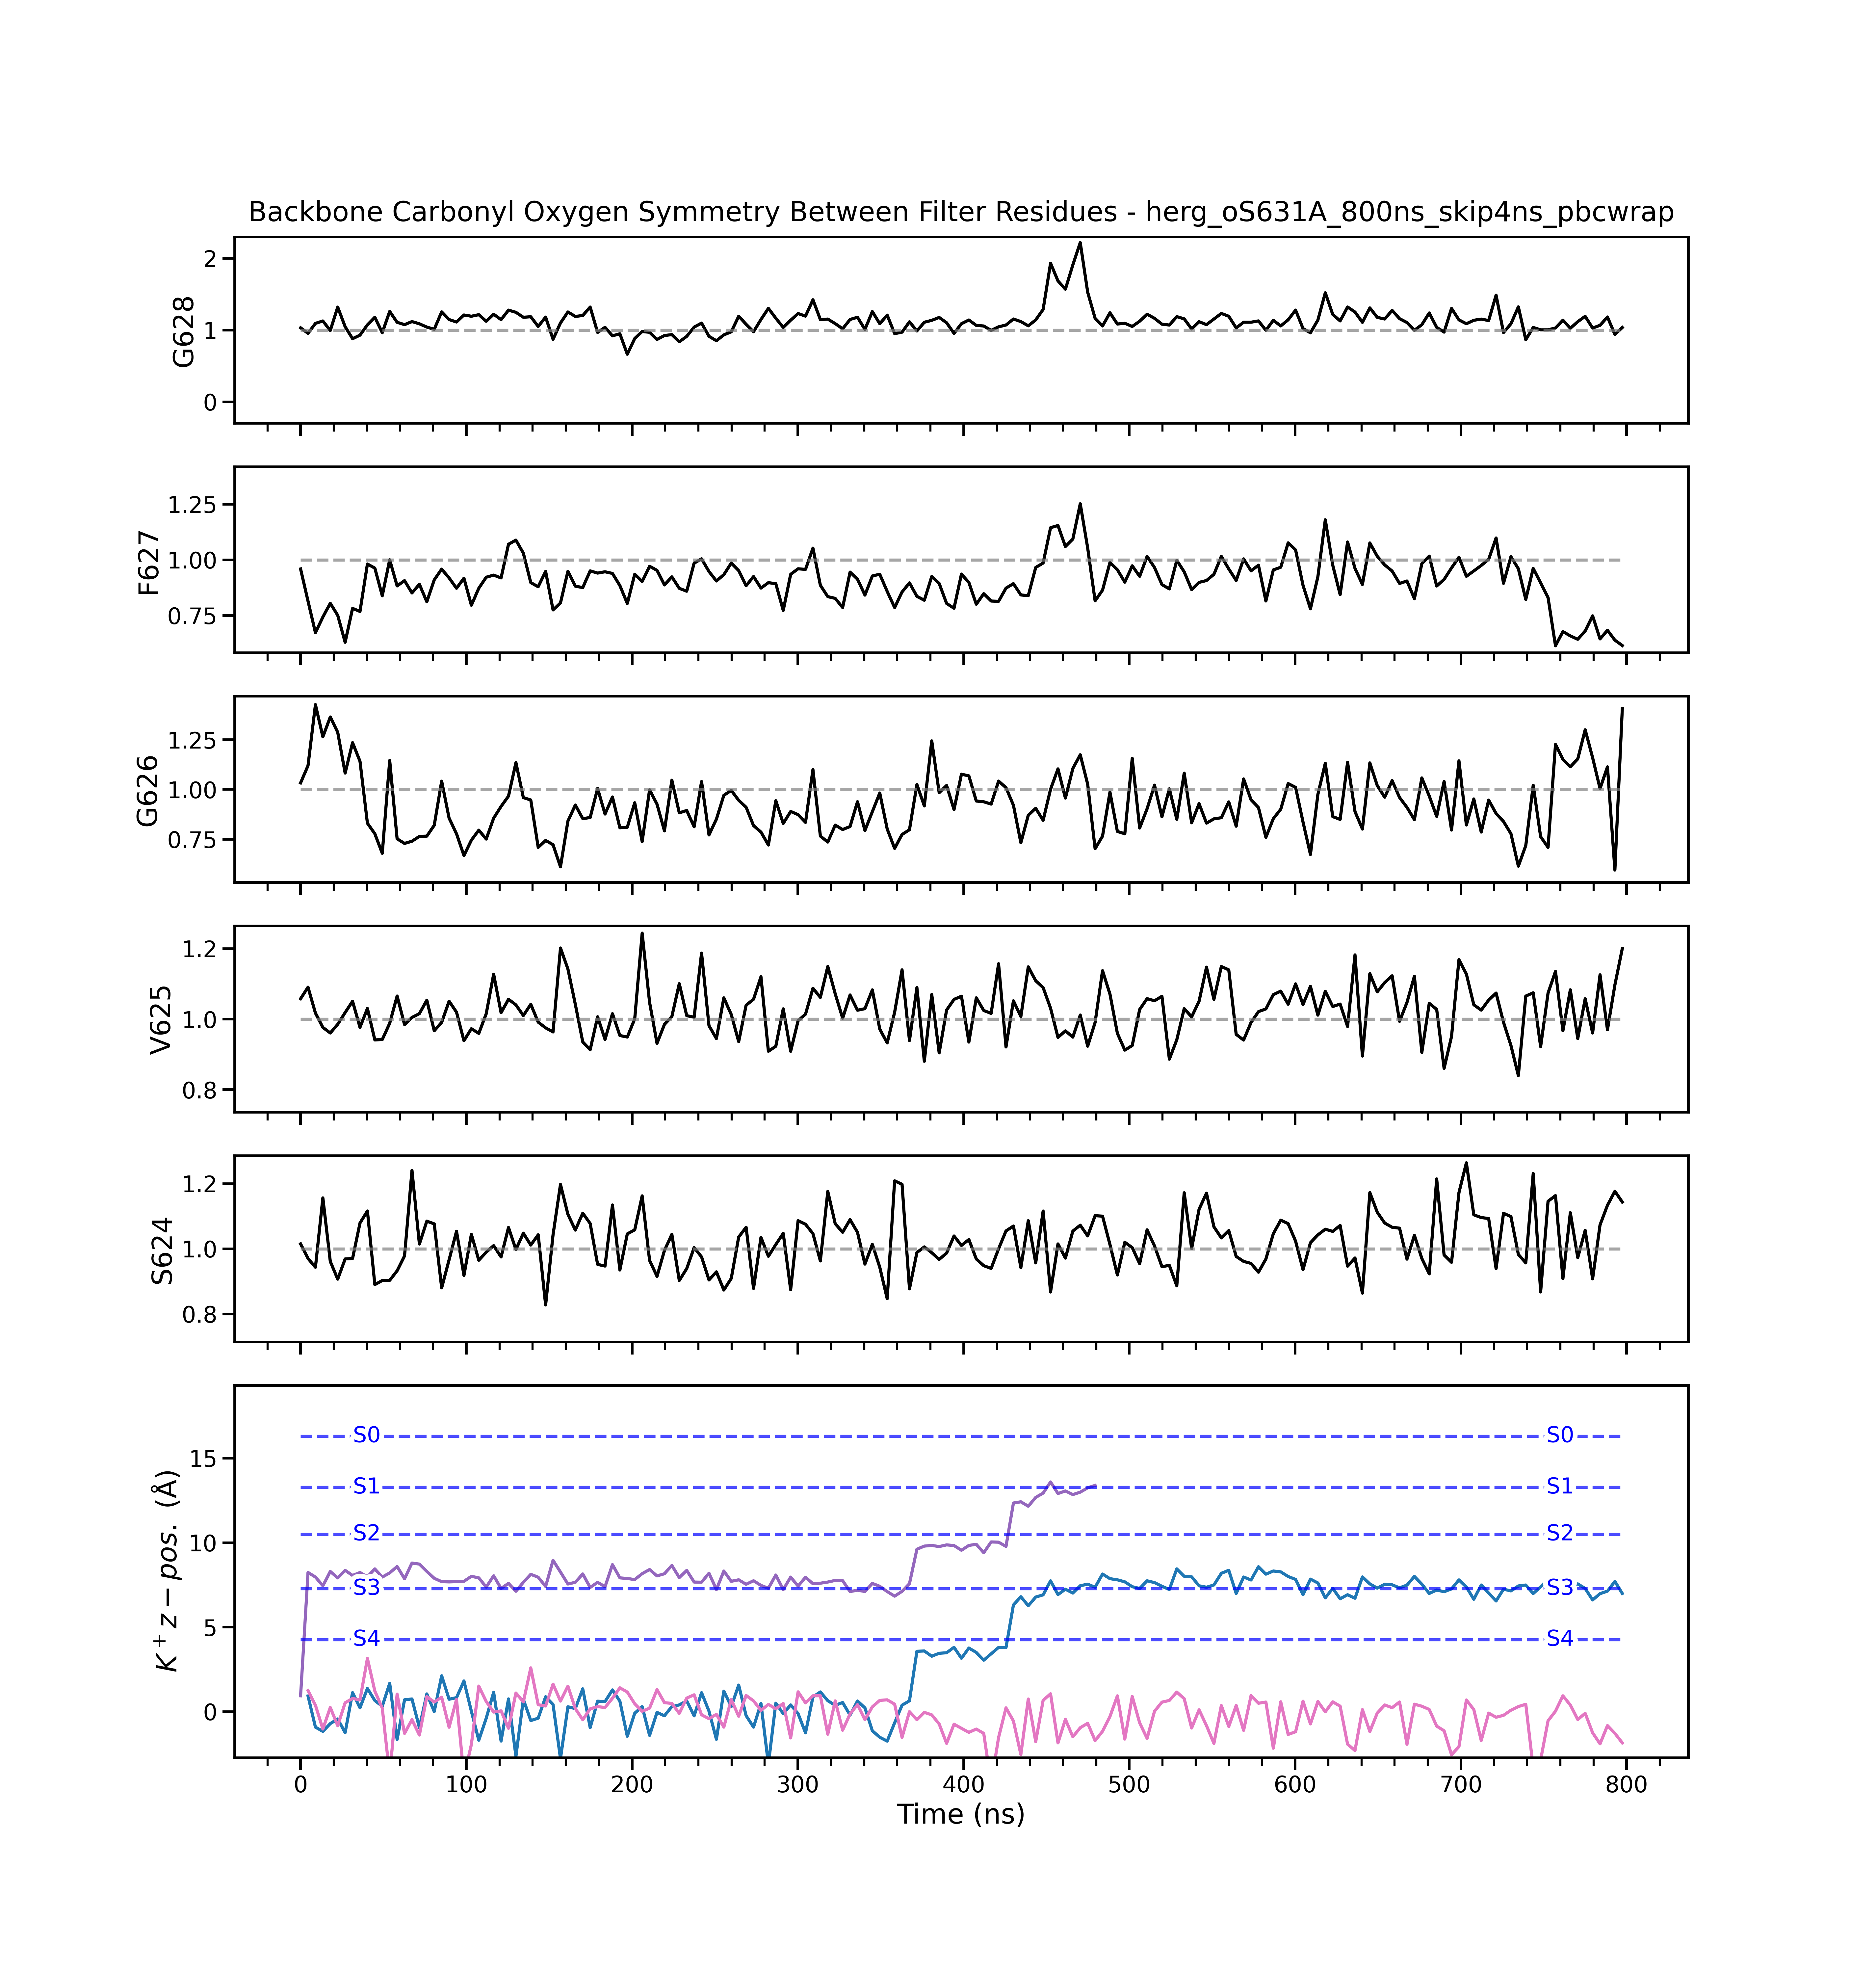 Backbone Carbonyl Oxygen Symmetry Between Filter Residues - herg_oS631A_800ns_skip4ns_pbcwrap
2
1
0
G628
1.25
1.00
0.75
F627
1.25
1.00
0.75
G626
1.2
1.0
0.8
V625
1.2
1.0
0.8
S624
15
10
5
0
K⁺ z − pos. (Å)
S0 S0
S1 S1
S2 S2
S3 S3
S4 S4
0 100 200 300 400 500 600 700 800
Time (ns)